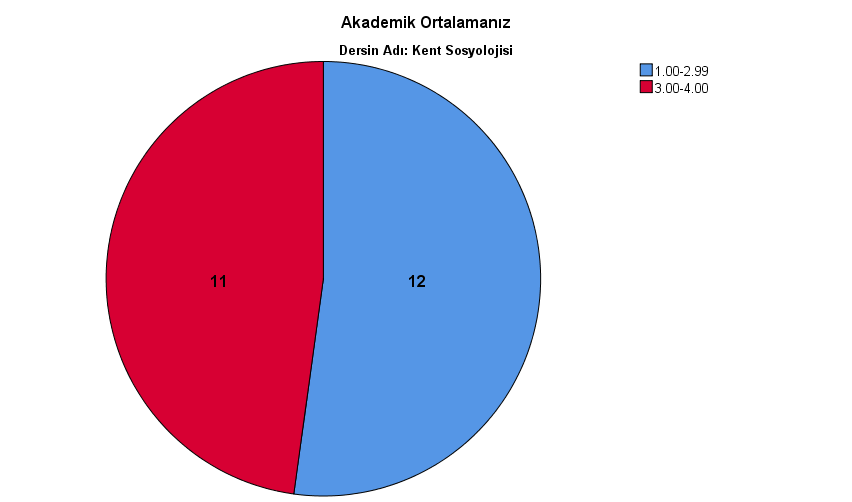 Akademik Ortalamanız
Dersin Adı: Kent Sosyolojisi
1.00-2.99
3.00-4.00
11
12